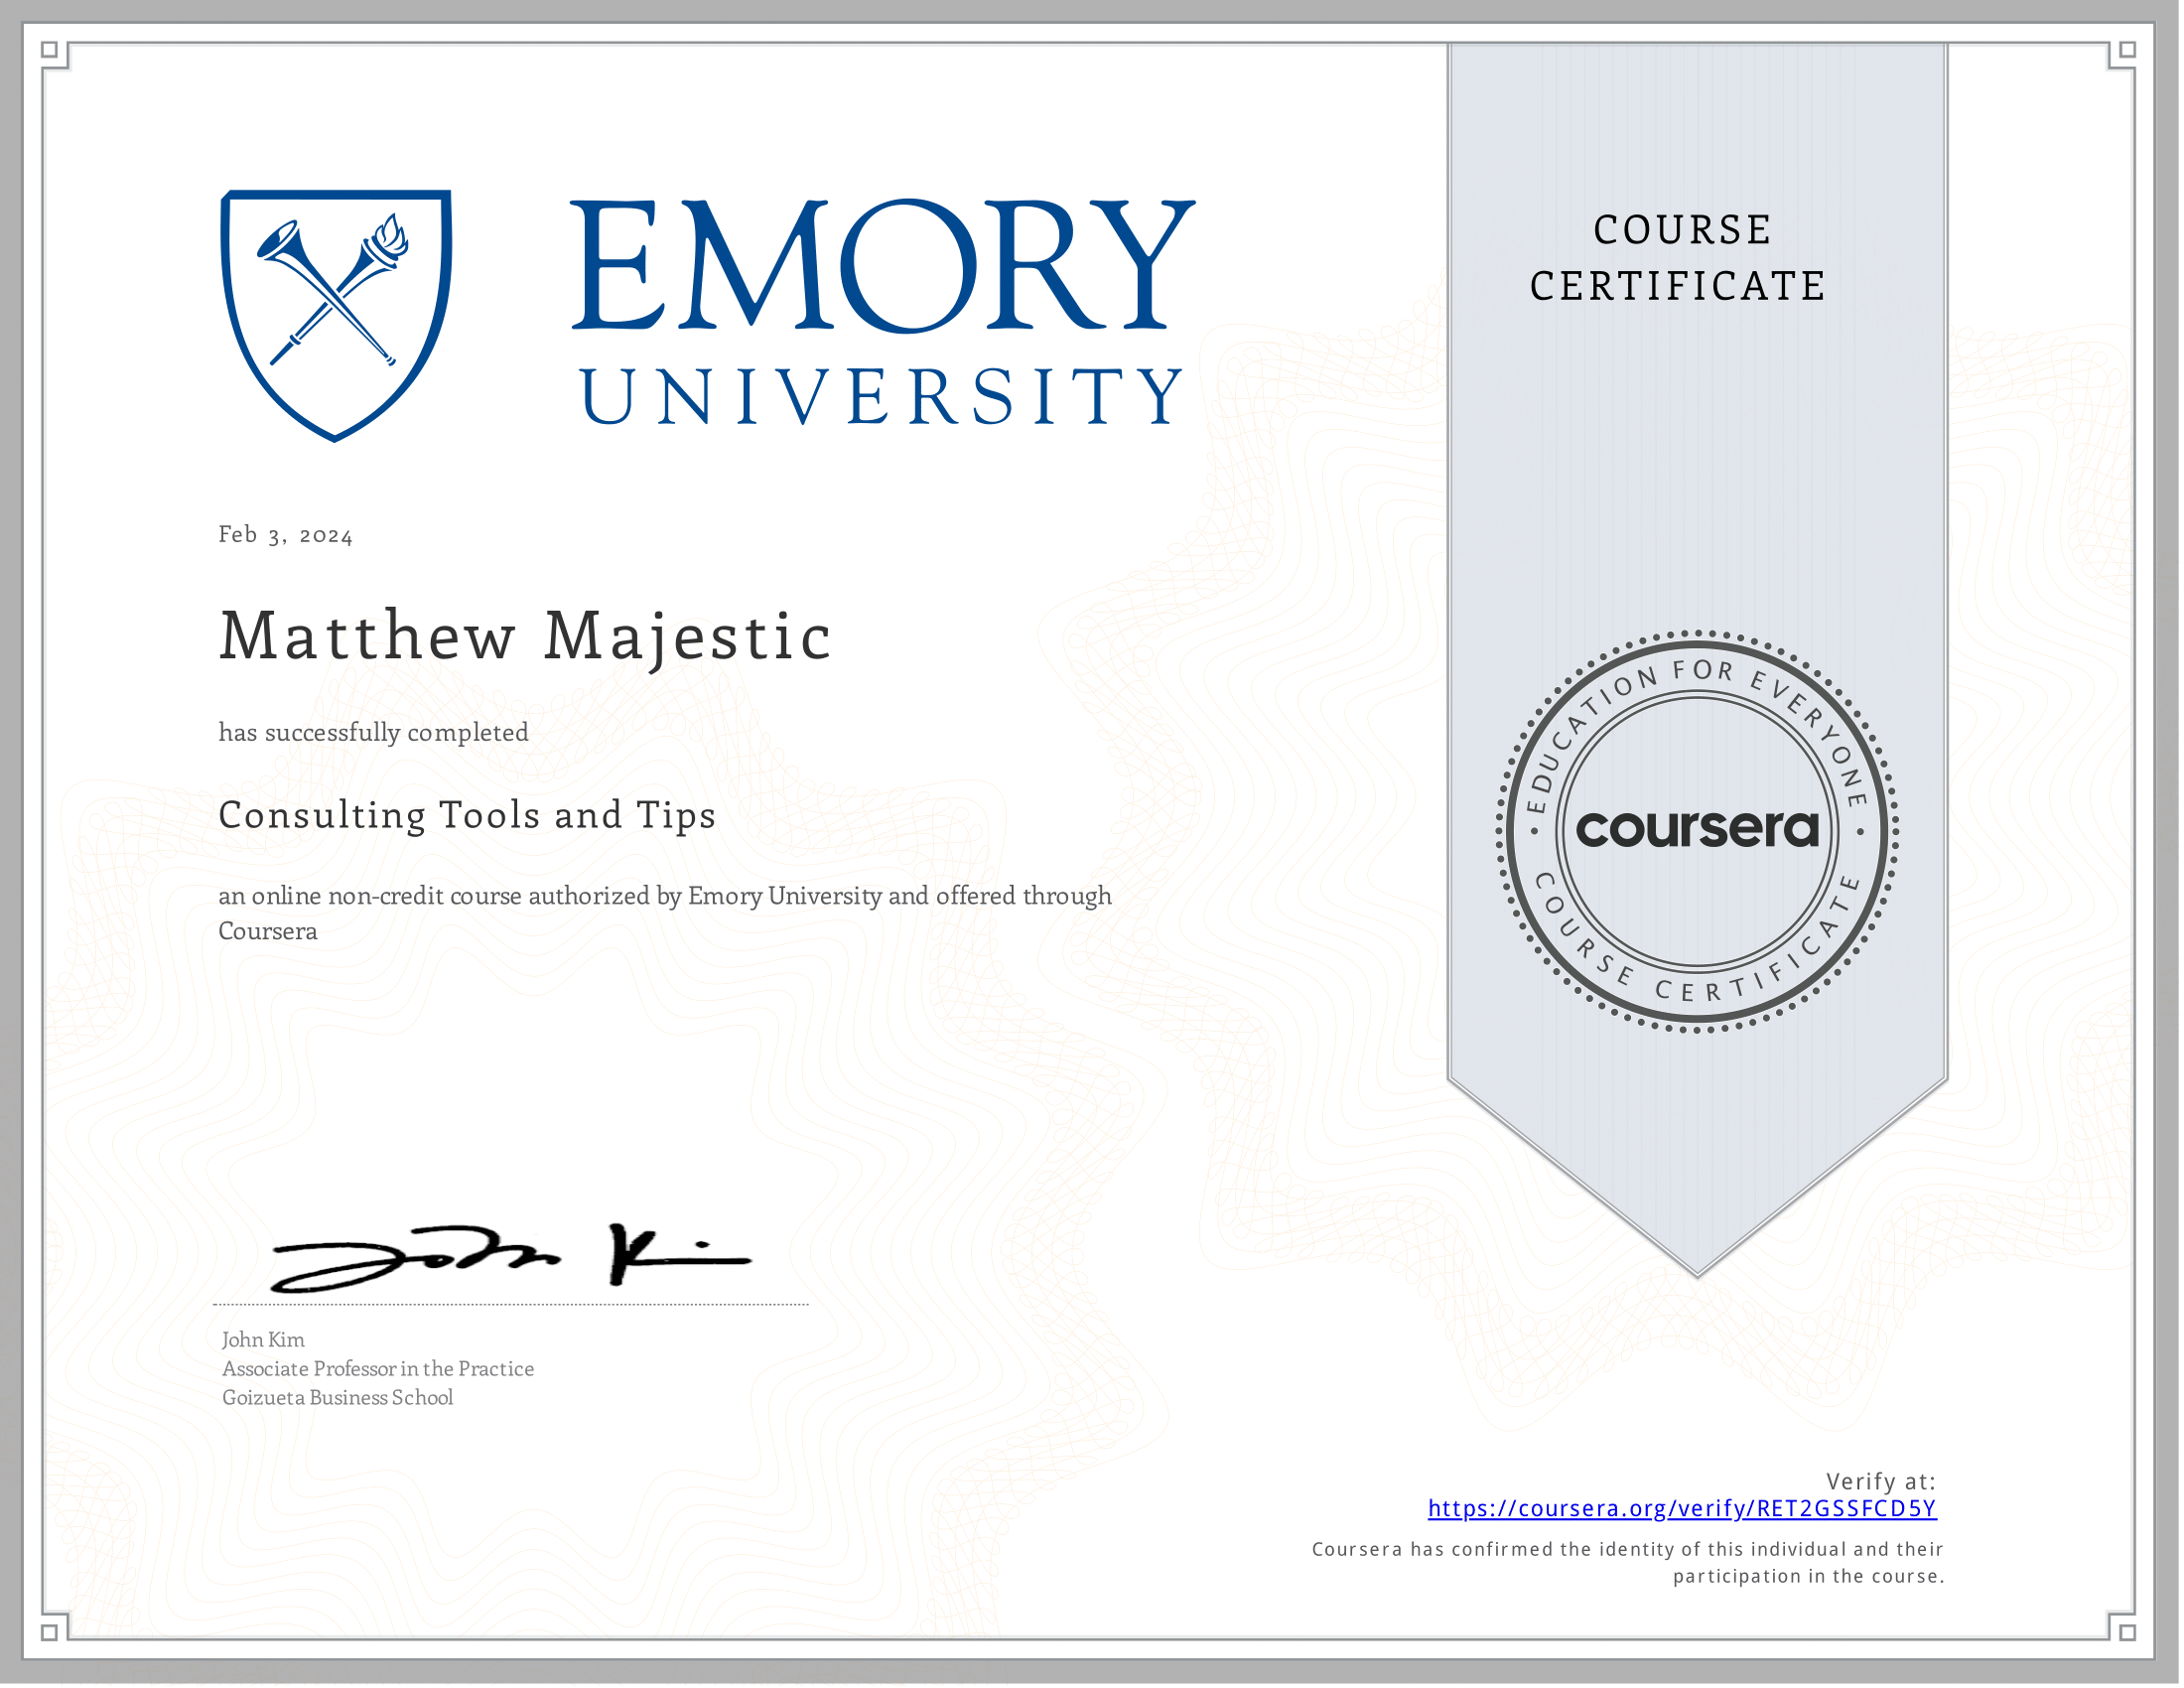 EMORY
UNIVERSITY
COURSE
CERTIFICATE
Feb 3, 2024
Matthew Majestic
has successfully completed
Consulting Tools and Tips
an online non-credit course authorized by Emory University and offered through
Coursera
EDUCATION FOR EVERYONE
coursera
COURSE CERTIFICATE
John Kim
John Kim
Associate Professor in the Practice
Goizueta Business School
Verify at:
https://coursera.org/verify/RET2GSSFCD5Y
Coursera has confirmed the identity of this individual and their
participation in the course.